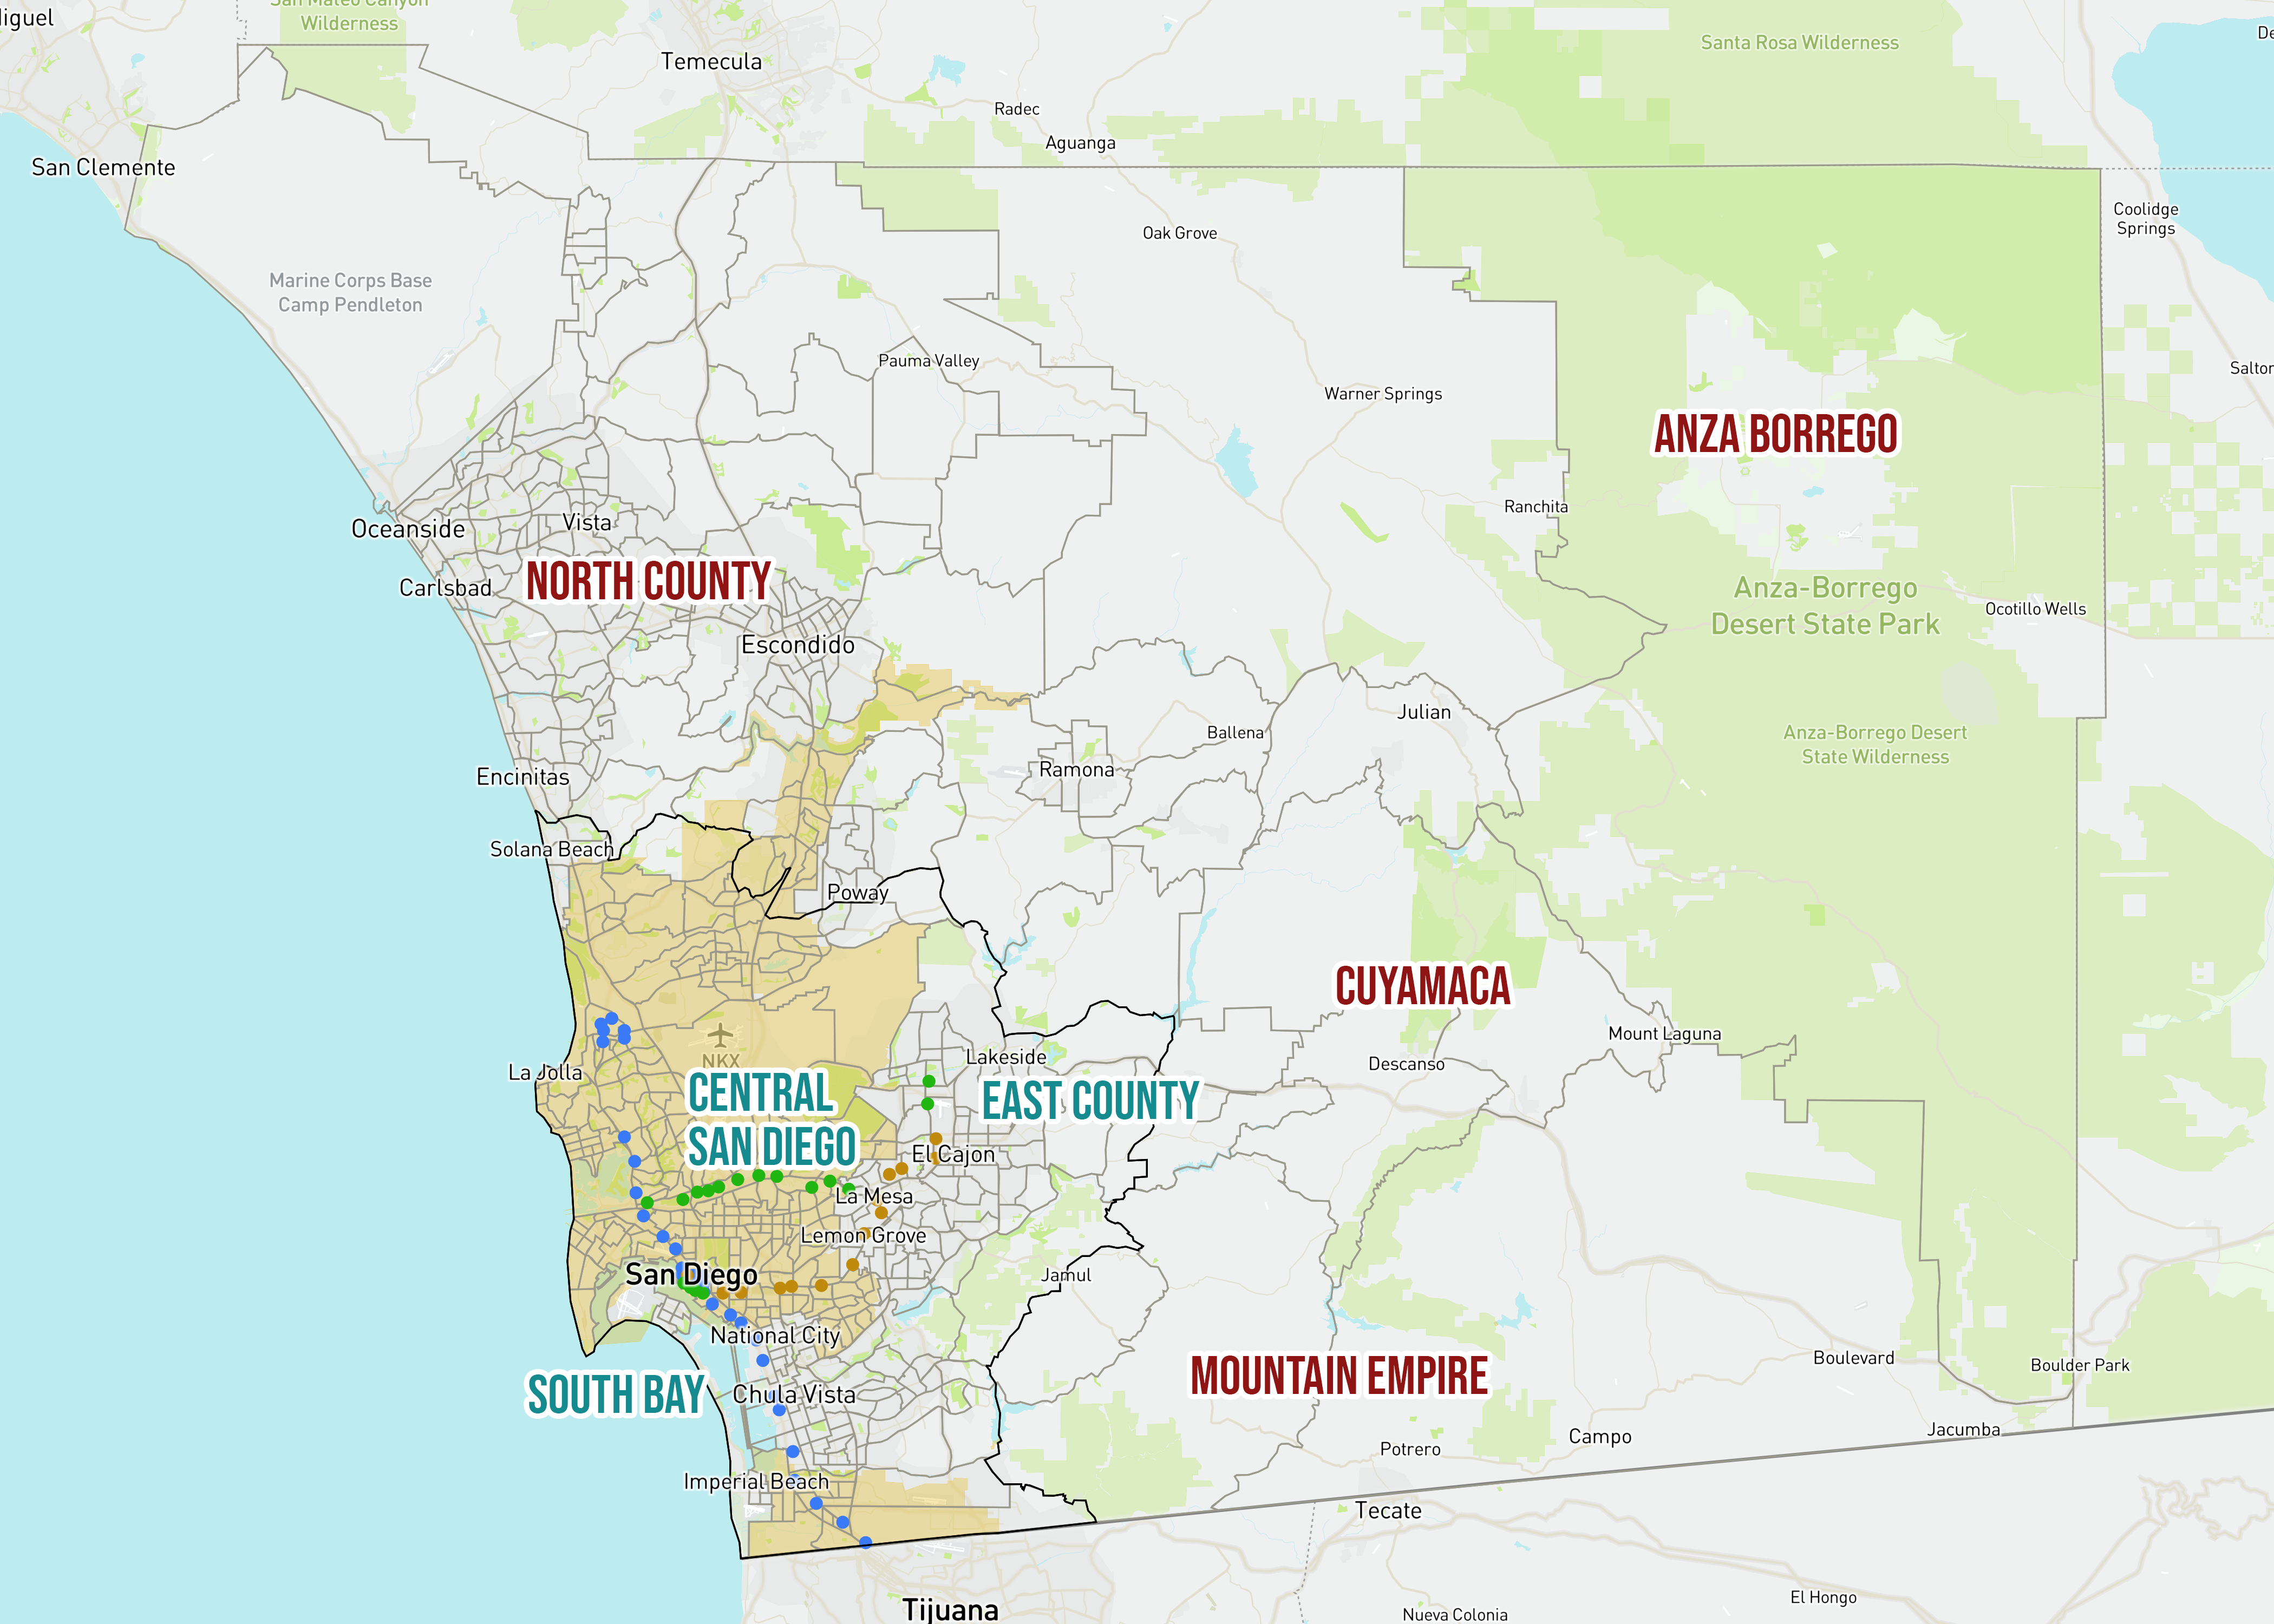 San Mateo Canyon
Wilderness
Temecula
Santa Rosa Wilderness
Radec
Aguanga
San Clemente
Coolidge
Springs
Oak Grove
Marine Corps Base
Camp Pendleton
Pauma Valley
Warner Springs
ANZA BORREGO
Ranchita
Oceanside
Vista
Carlsbad
NORTH COUNTY
Anza-Borrego
Desert State Park
Ocotillo Wells
Escondido
Julian
Ballena
Anza-Borrego Desert
State Wilderness
Ramona
Encinitas
Solana Beach
Poway
CUYAMACA
Mount Laguna
NKX
Lakeside
Descanso
La Jolla
CENTRAL
SAN DIEGO
EAST COUNTY
El Cajon
La Mesa
Lemon Grove
San Diego
Jamul
National City
Boulevard
Boulder Park
MOUNTAIN EMPIRE
SOUTH BAY
Chula Vista
Jacumba
Campo
Potrero
Imperial Beach
Tecate
El Hongo
Tijuana
Nueva Colonia